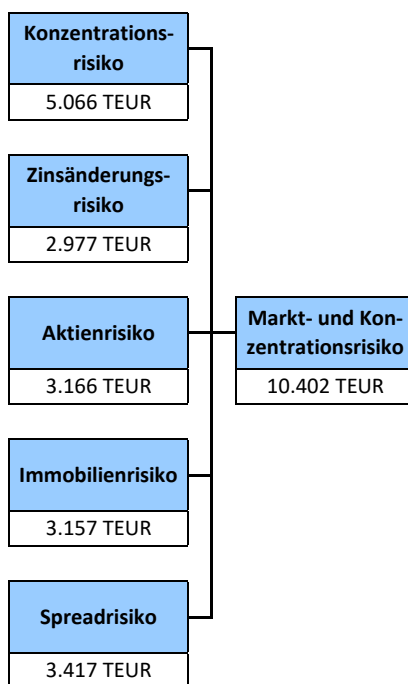 Konzentrations-
risiko
5.066 TEUR
Zinsänderungs-
risiko
2.977 TEUR
Aktienrisiko
3.166 TEUR
Markt- und Kon-
zentrationsrisiko
10.402 TEUR
Immobilienrisiko
3.157 TEUR
Spreadrisiko
3.417 TEUR